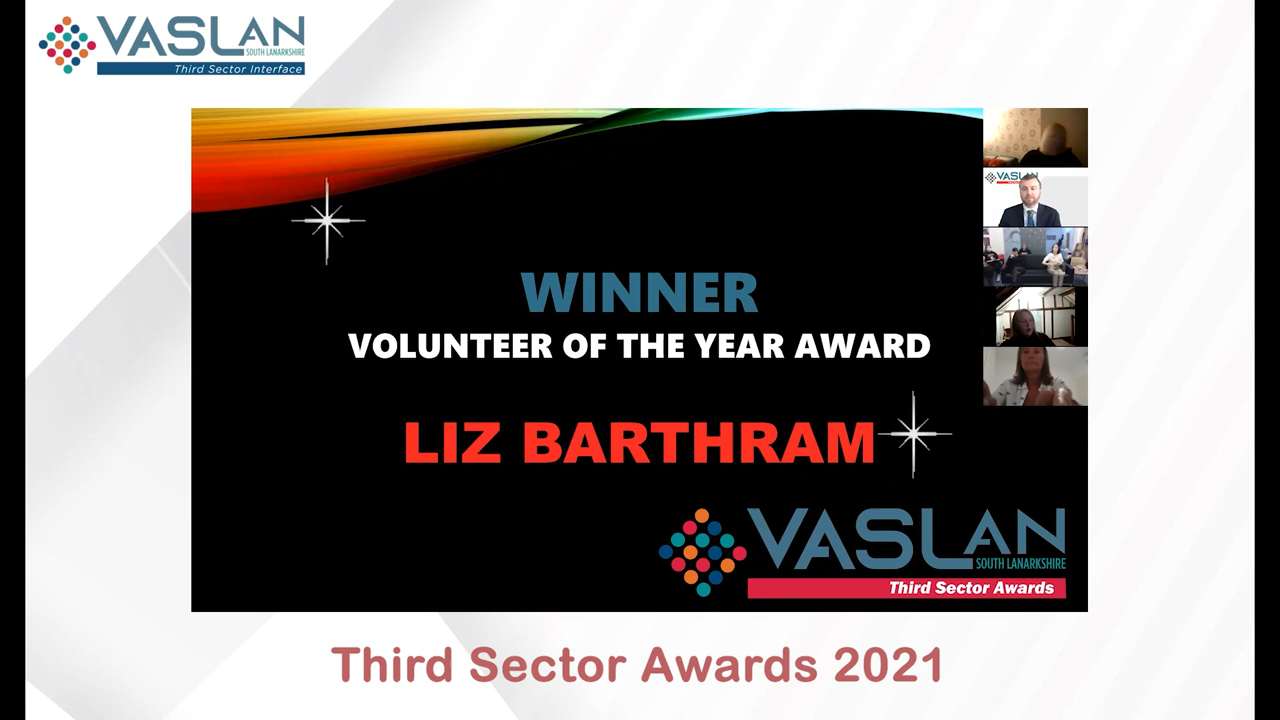 VASLAN
SOUTH LANARKSHIRE
Third Sector Interface
VASLAN
WINNER
VOLUNTEER OF THE YEAR AWARD
LIZ BARTHRAM
VASLAN
SOUTH LANARKSHIRE
Third Sector Awards
Third Sector Awards 2021